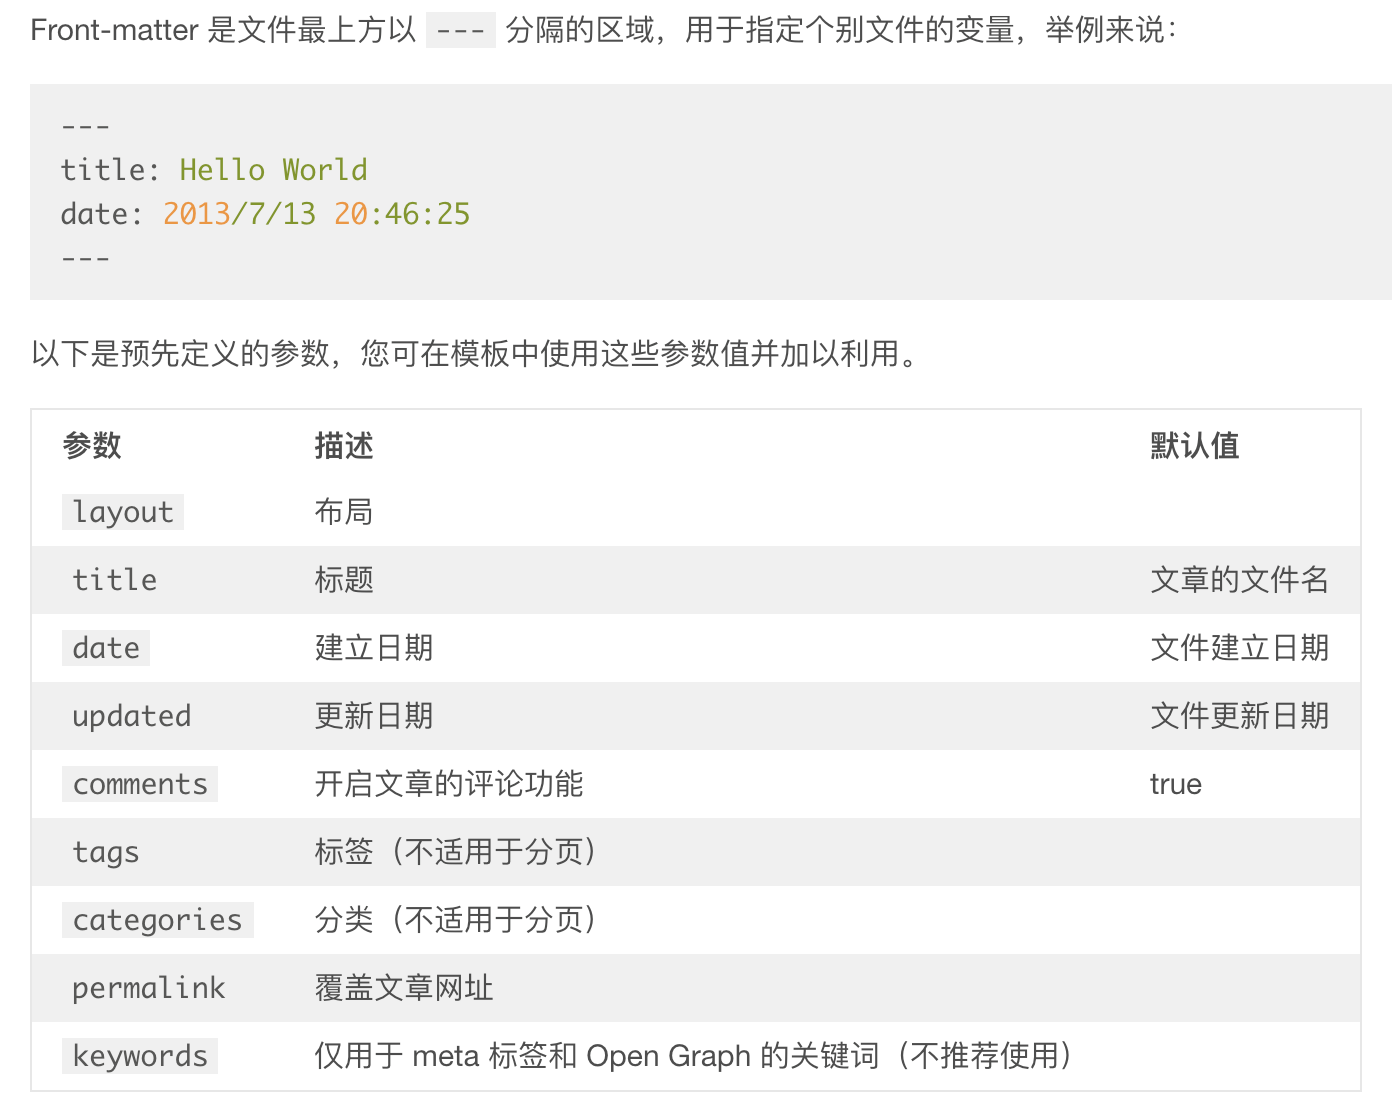 Front-matter 是文件最上方以 --- 分隔的区域，用于指定个别文件的变量，举例来说：
---
title: Hello World
date: 2013/7/13 20:46:25
---
以下是预先定义的参数，您可在模板中使用这些参数值并加以利用。
参数 描述 默认值
layout 布局
title 标题 文章的文件名
date 建立日期 文件建立日期
updated 更新日期 文件更新日期
comments 开启文章的评论功能 true
tags 标签（不适用于分页）
categories 分类（不适用于分页）
permalink 覆盖文章网址
keywords 仅用于 meta 标签和 Open Graph 的关键词（不推荐使用）